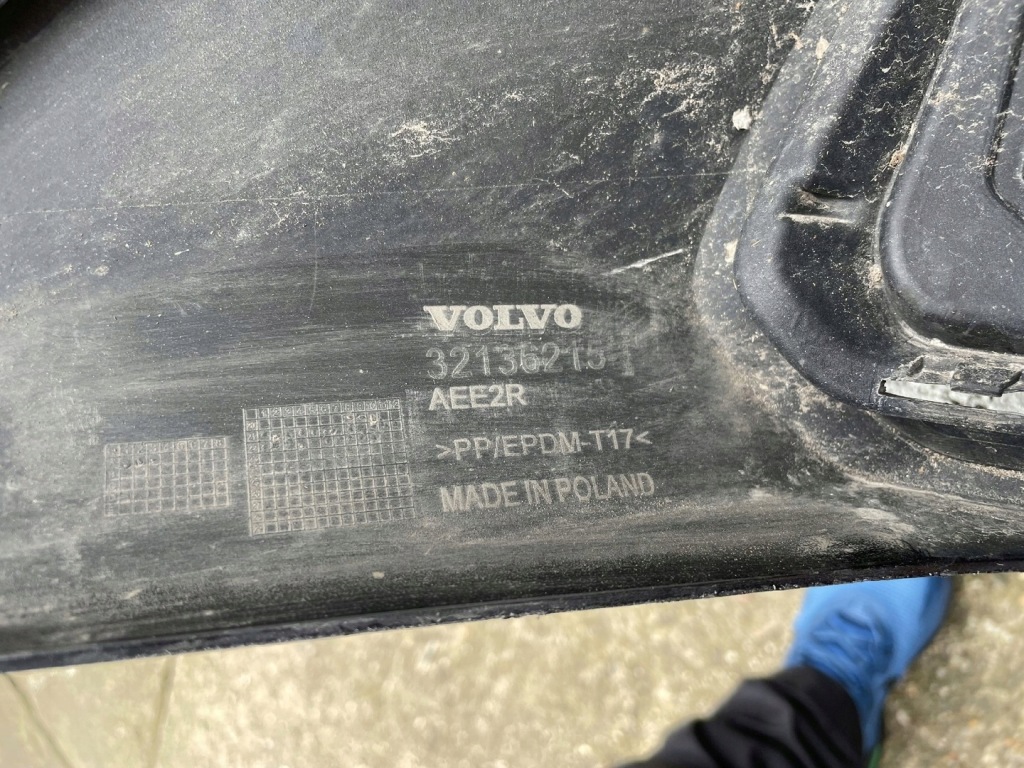 VOLVO
32136215
AEE2R
>PP/EPDM-T17<
MADE IN POLAND